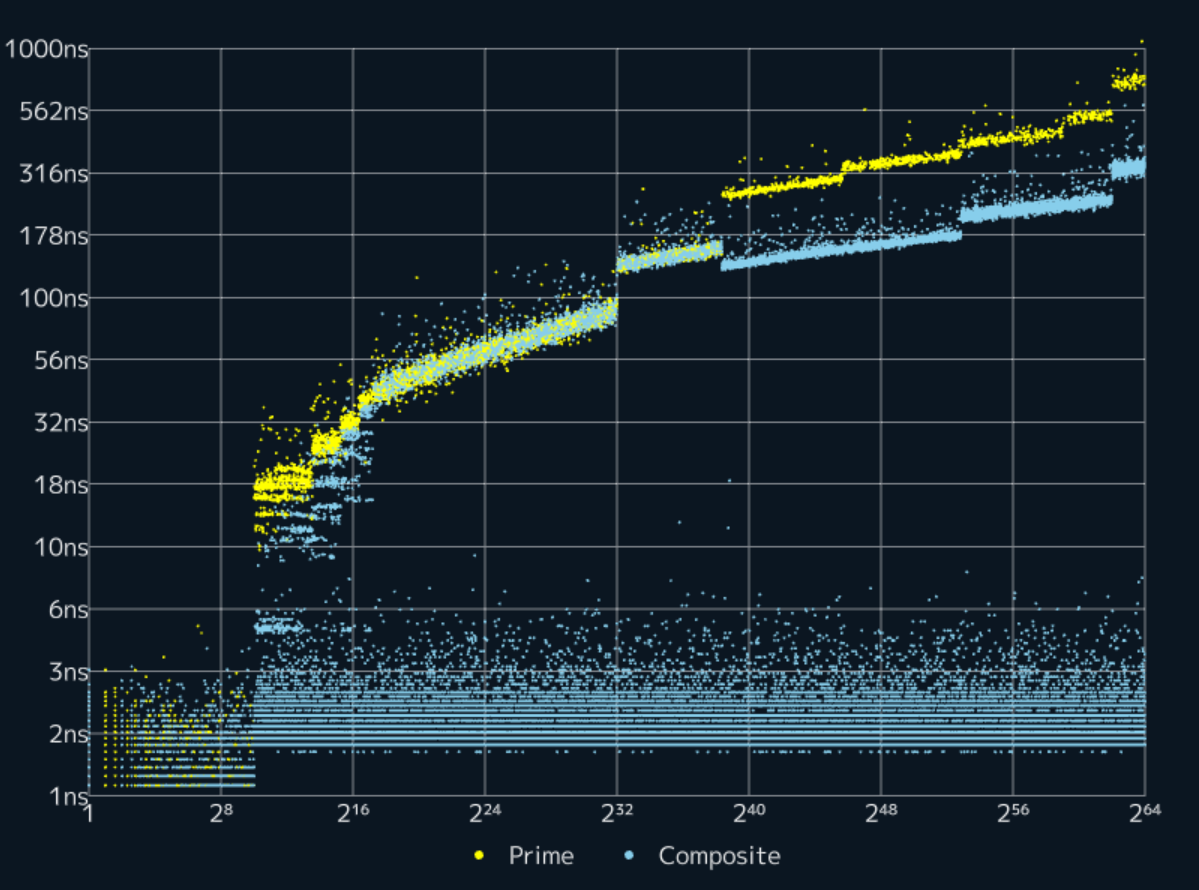 1000ns
562ns
316ns
178ns
100ns
56ns
32ns
18ns
10ns
6ns
3ns
2ns
1ns
1 2⁸ 2¹⁶ 2²⁴ 2³² 2⁴⁰ 2⁴⁸ 2⁵⁶ 2⁶⁴
Prime Composite